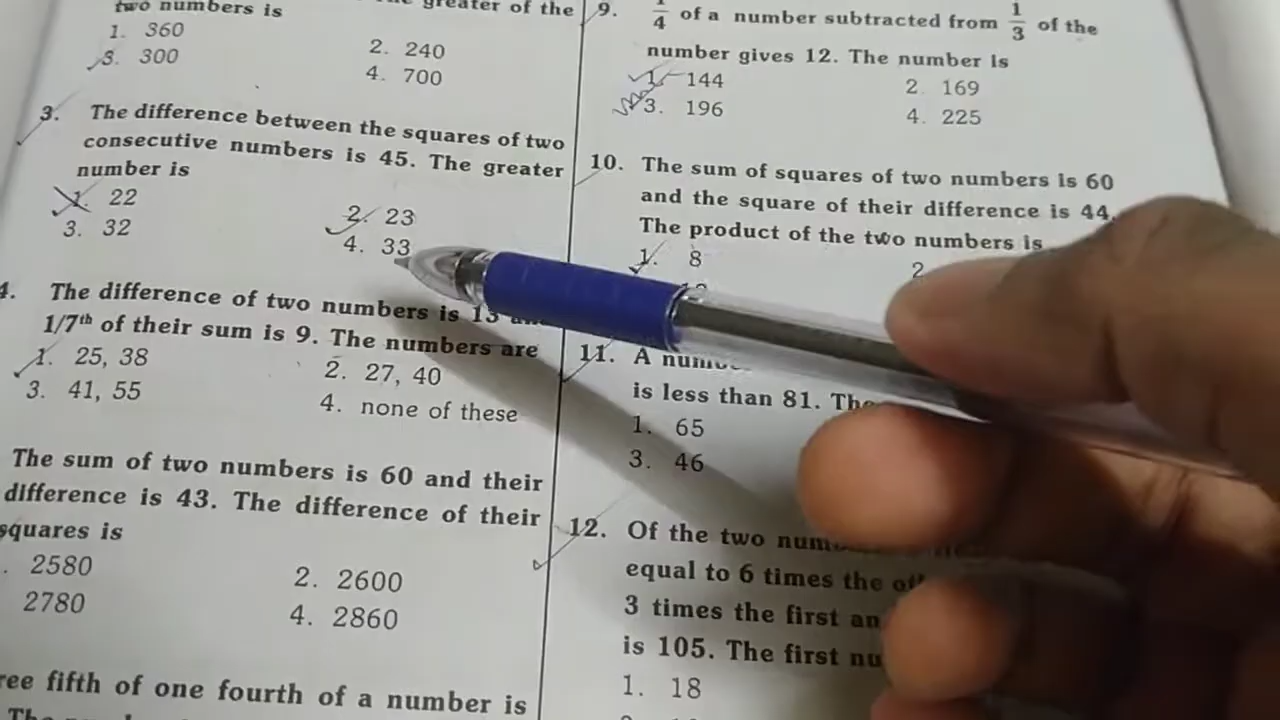 two numbers is
greater of the
1. 360
2. 240
3. 300
4. 700
3. The difference between the squares of two
consecutive numbers is 45. The greater
number is
1. 22
2. 23
3. 32
4. 33
4. The difference of two numbers is 13
1/7th of their sum is 9. The numbers are
1. 25, 38
2. 27, 40
3. 41, 55
4. none of these
The sum of two numbers is 60 and their
difference is 43. The difference of their
squares is
2580
2. 2600
2780
4. 2860
fifth of one fourth of a number is
9. 1/4 of a number subtracted from 1/3 of the
number gives 12. The number is
1. 144
2. 169
3. 196
4. 225
10. The sum of squares of two numbers is 60
and the square of their difference is 44.
The product of the two numbers is
1. 8
2
11. A
is less than 81.
1. 65
3. 46
12. Of the two
equal to 6 times the
3 times the first
is 105. The first
1. 18